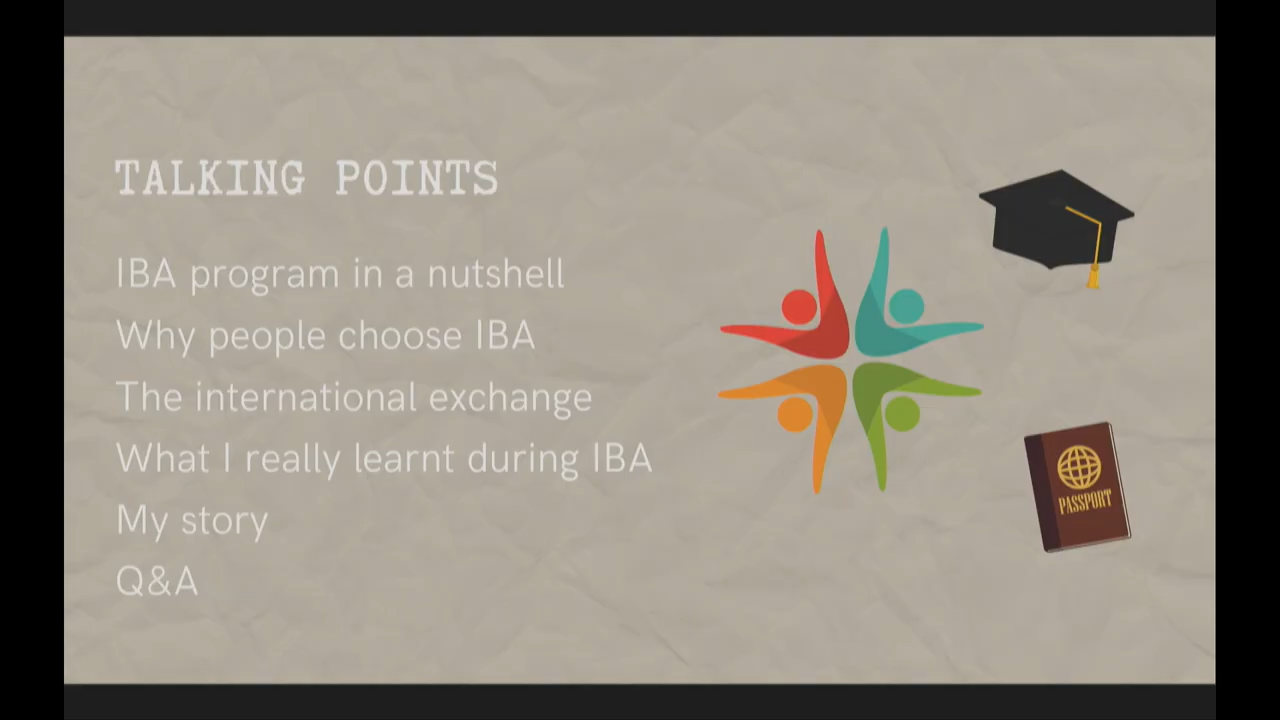 TALKING POINTS
IBA program in a nutshell
Why people choose IBA
The international exchange
What I really learnt during IBA
My story
Q&A
PASSPORT